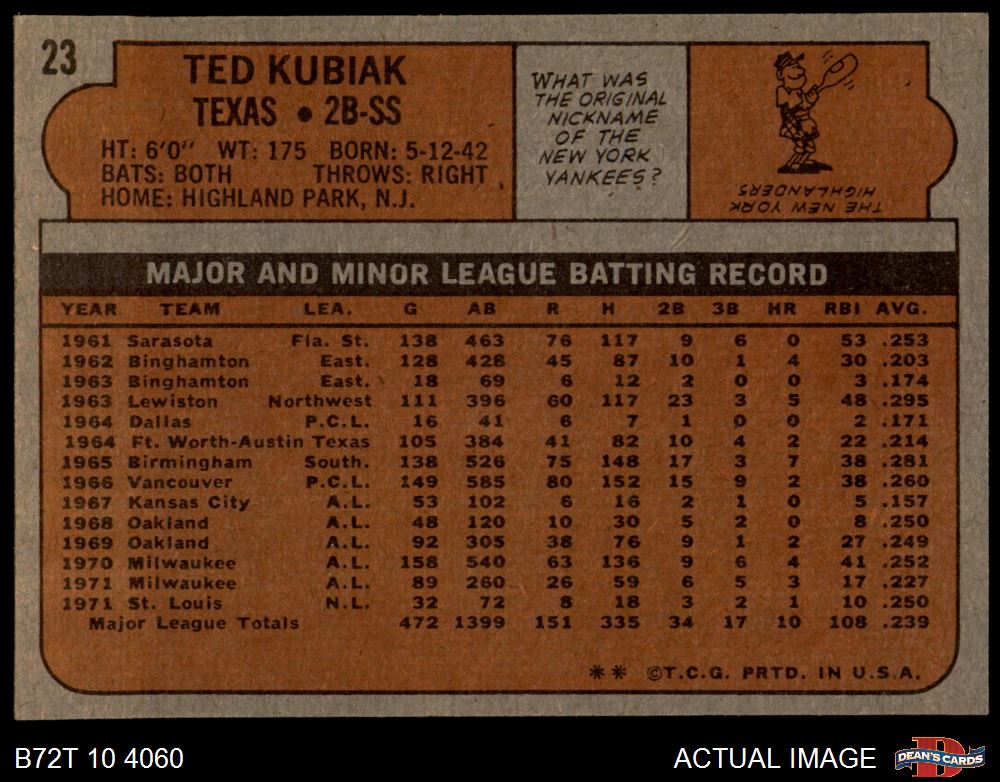 23
TED KUBIAK
TEXAS • 2B-SS
HT: 6'0" WT: 175 BORN: 5-12-42
BATS: BOTH THROWS: RIGHT
HOME: HIGHLAND PARK, N.J.
WHAT WAS
THE ORIGINAL
NICKNAME
OF THE
NEW YORK
YANKEES?
THE NEW YORK
HIGHLANDERS
MAJOR AND MINOR LEAGUE BATTING RECORD
YEAR TEAM LEA. G AB R H 2B 3B HR RBI AVG.
1961 Sarasota Fla. St. 138 463 76 117 9 6 0 53 .253
1962 Binghamton East. 128 428 45 87 10 1 4 30 .203
1963 Binghamton East. 18 69 6 12 2 0 0 3 .174
1963 Lewiston Northwest 111 396 60 117 23 3 5 48 .295
1964 Dallas P.C.L. 16 41 6 7 1 0 0 2 .171
1964 Ft. Worth-Austin Texas 105 384 41 82 10 4 2 22 .214
1965 Birmingham South. 138 526 75 148 17 3 7 38 .281
1966 Vancouver P.C.L. 149 585 80 152 15 9 2 38 .260
1967 Kansas City A.L. 53 102 6 16 2 1 0 5 .157
1968 Oakland A.L. 48 120 10 30 5 2 0 8 .250
1969 Oakland A.L. 92 305 38 76 9 1 2 27 .249
1970 Milwaukee A.L. 158 540 63 136 9 6 4 41 .252
1971 Milwaukee A.L. 89 260 26 59 6 5 3 17 .227
1971 St. Louis N.L. 32 72 8 18 3 2 1 10 .250
Major League Totals 472 1399 151 335 34 17 10 108 .239
** ©T.C.G. PRTD. IN U.S.A.
B72T 10 4060
ACTUAL IMAGE
D
DEAN'S CARDS